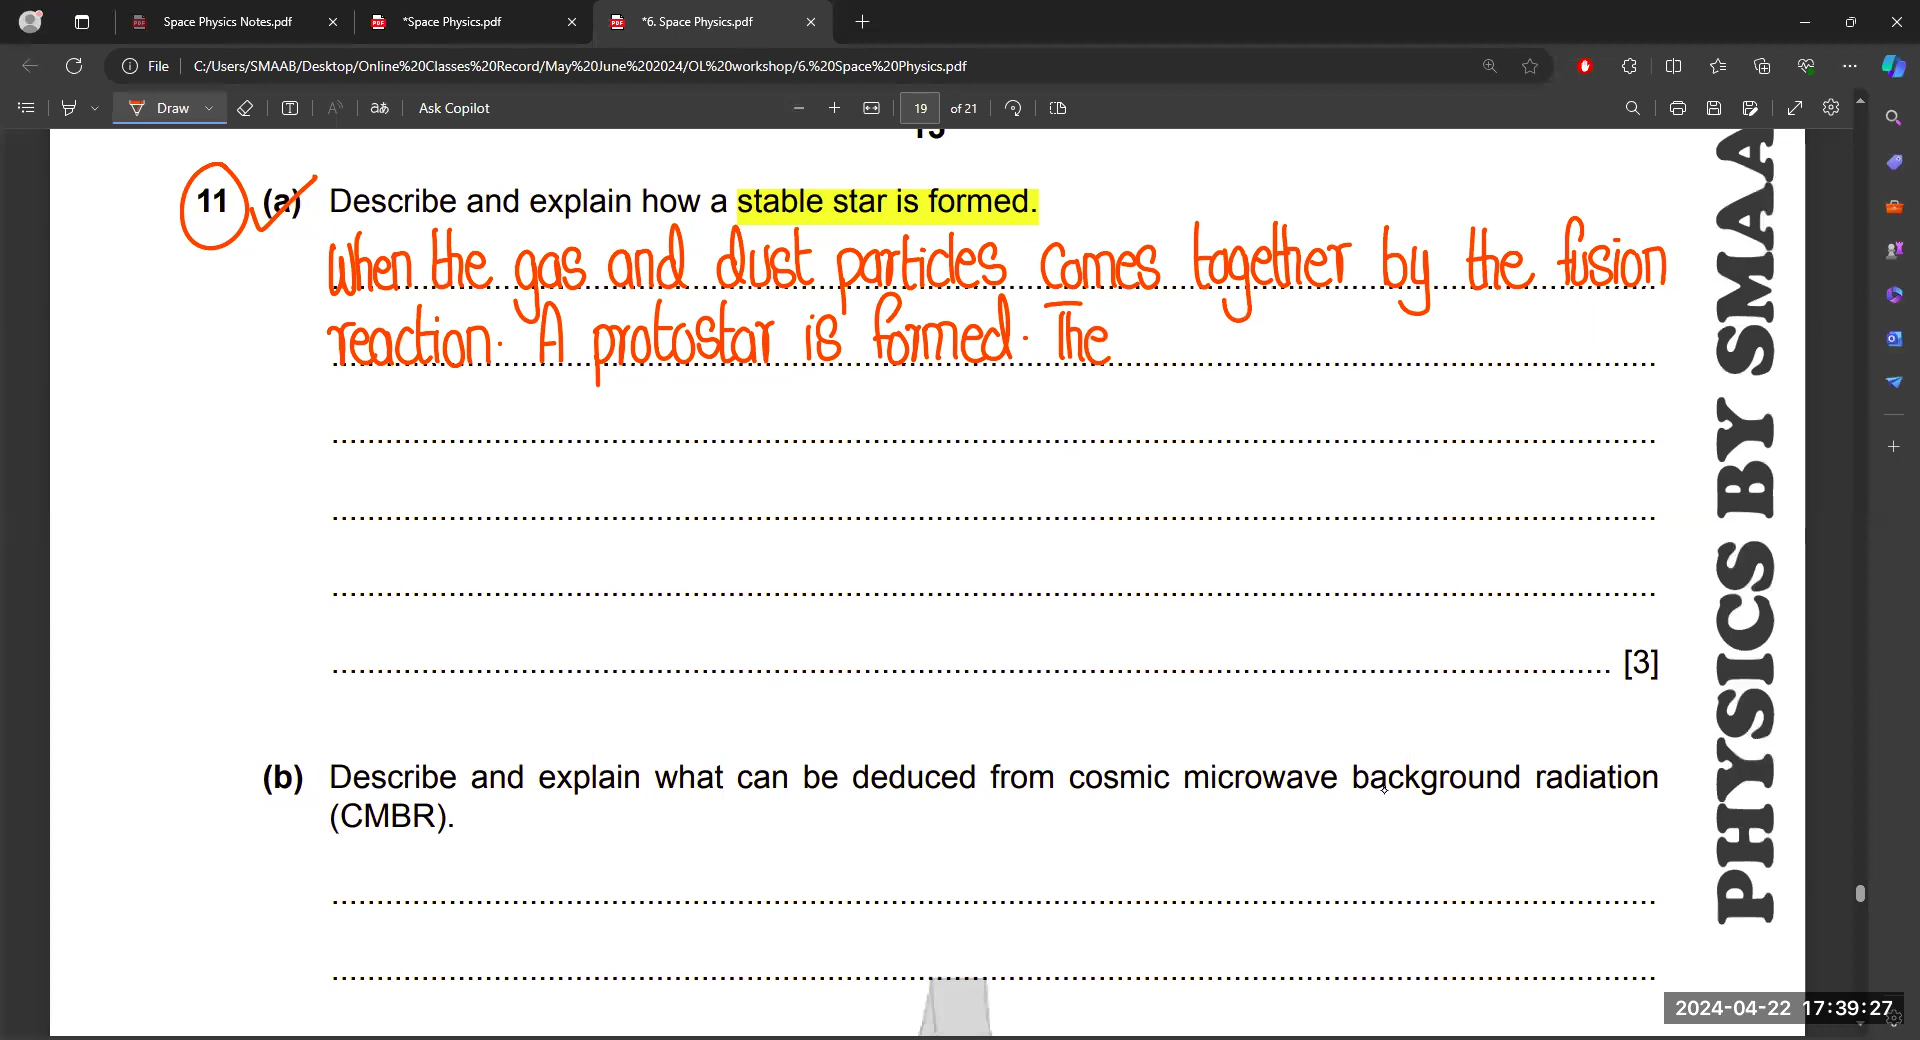 Space Physics Notes.pdf
*Space Physics.pdf
*6. Space Physics.pdf
File
C:/Users/SMAAB/Desktop/Online%20Classes%20Record/May%20June%202024/OL%20workshop/6.%20Space%20Physics.pdf
Draw
aあ
Ask Copilot
19 of 21
11 (a) Describe and explain how a stable star is formed.
When the gas and dust particles comes together by the fusion
reaction. A protostar is formed. The
[3]
(b) Describe and explain what can be deduced from cosmic microwave background radiation
(CMBR).
PHYSICS BY SMAA
2024-04-22 17:39:27